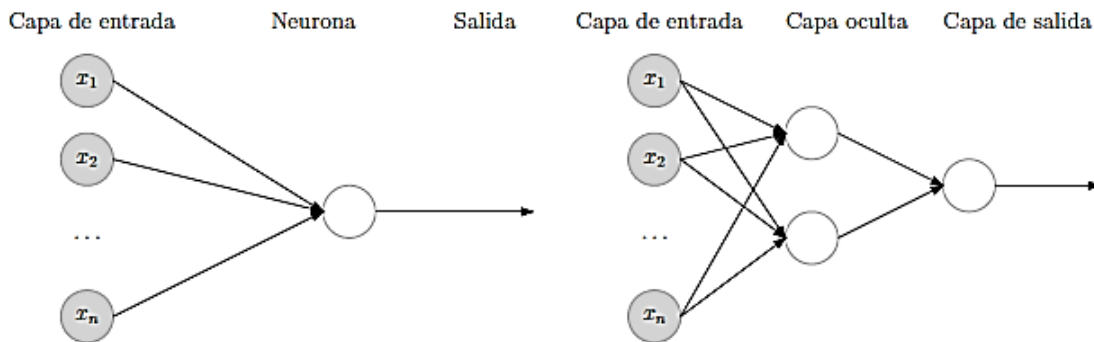 Capa de entrada Neurona Salida
x₁
x₂
...
xₙ
Capa de entrada Capa oculta Capa de salida
x₁
x₂
...
xₙ